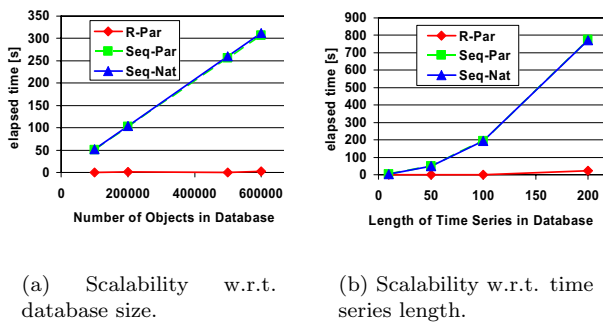 350
300
250
200
150
100
50
0
elapsed time [s]
R-Par
Seq-Par
Seq-Nat
0
200000
400000
600000
Number of Objects in Database
900
800
700
600
500
400
300
200
100
0
elapsed time [s]
R-Par
Seq-Par
Seq-Nat
0
50
100
150
200
Length of Time Series in Database
(a) Scalability w.r.t.
database size.
(b) Scalability w.r.t. time
series length.